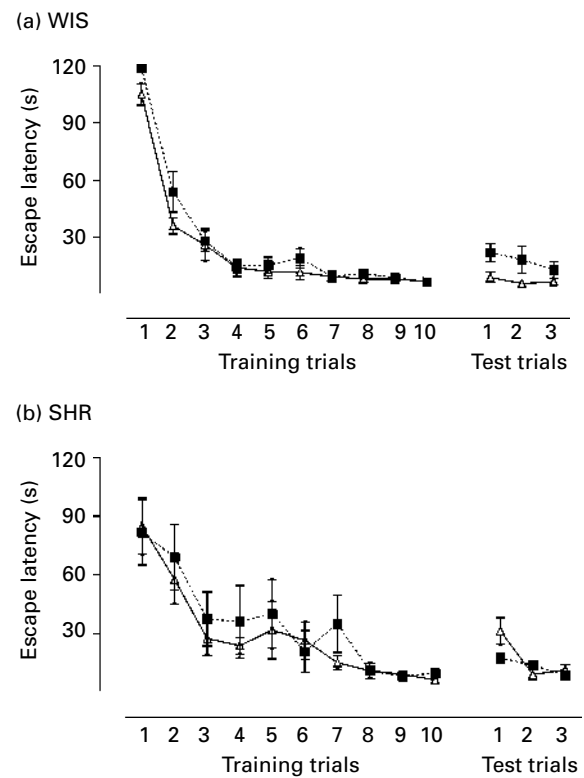 (a) WIS
120
90
60
30
Escape latency (s)
1 2 3 4 5 6 7 8 9 10 1 2 3
Training trials Test trials
(b) SHR
120
90
60
30
Escape latency (s)
1 2 3 4 5 6 7 8 9 10 1 2 3
Training trials Test trials